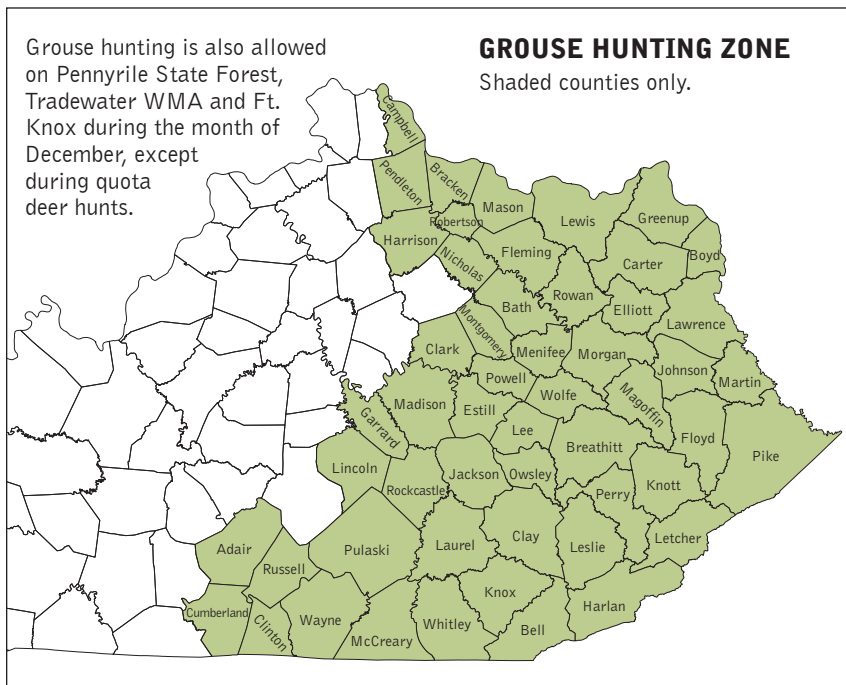 Grouse hunting is also allowed
on Pennyrile State Forest,
Tradewater WMA and Ft.
Knox during the month of
December, except
during quota
deer hunts.
GROUSE HUNTING ZONE
Shaded counties only.
Campbell
Pendleton
Bracken
Mason
Robertson
Lewis
Greenup
Harrison
Nicholas
Fleming
Carter
Boyd
Bath
Rowan
Elliott
Lawrence
Montgomery
Clark
Menifee
Morgan
Johnson
Martin
Powell
Wolfe
Magoffin
Garrard
Madison
Estill
Lee
Floyd
Breathitt
Pike
Lincoln
Rockcastle
Jackson
Owsley
Perry
Knott
Adair
Pulaski
Laurel
Clay
Leslie
Letcher
Russell
Knox
Harlan
Cumberland
Clinton
Wayne
McCreary
Whitley
Bell